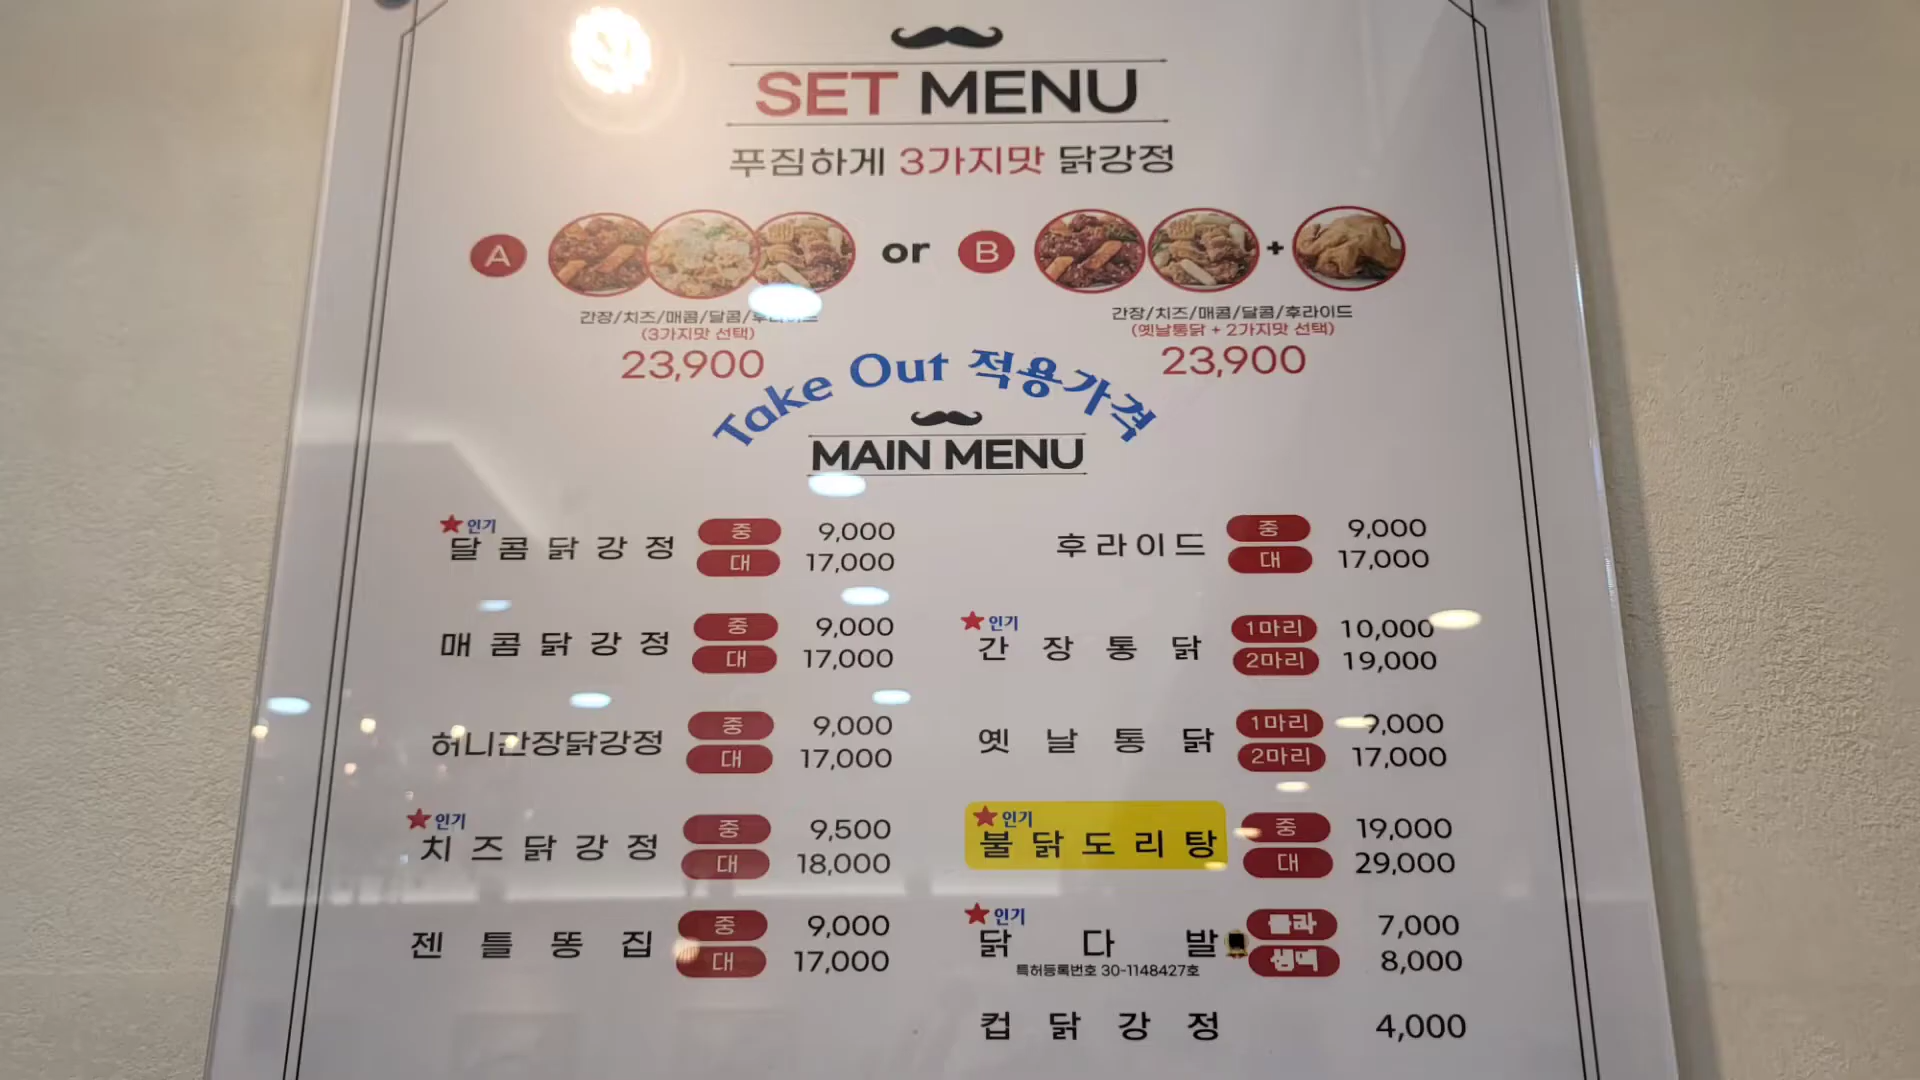 SET MENU
푸짐하게 3가지맛 닭강정
A or B +
간장/치즈/매콤/달콤/후라이드
(3가지맛 선택)
23,900
간장/치즈/매콤/달콤/후라이드
(옛날통닭 + 2가지맛 선택)
23,900
Take Out 적용가격
MAIN MENU
인기
달콤닭강정 중 9,000
대 17,000
매콤닭강정 중 9,000
대 17,000
허니간장닭강정 중 9,000
대 17,000
인기
치즈닭강정 중 9,500
대 18,000
젠틀똥집 중 9,000
대 17,000
후라이드 중 9,000
대 17,000
인기
간장통닭 1마리 10,000
2마리 19,000
옛날통닭 1마리 9,000
2마리 17,000
인기
불닭도리탕 중 19,000
대 29,000
인기
닭다발 7,000
8,000
특허등록번호 30-1148427호
컵닭강정 4,000